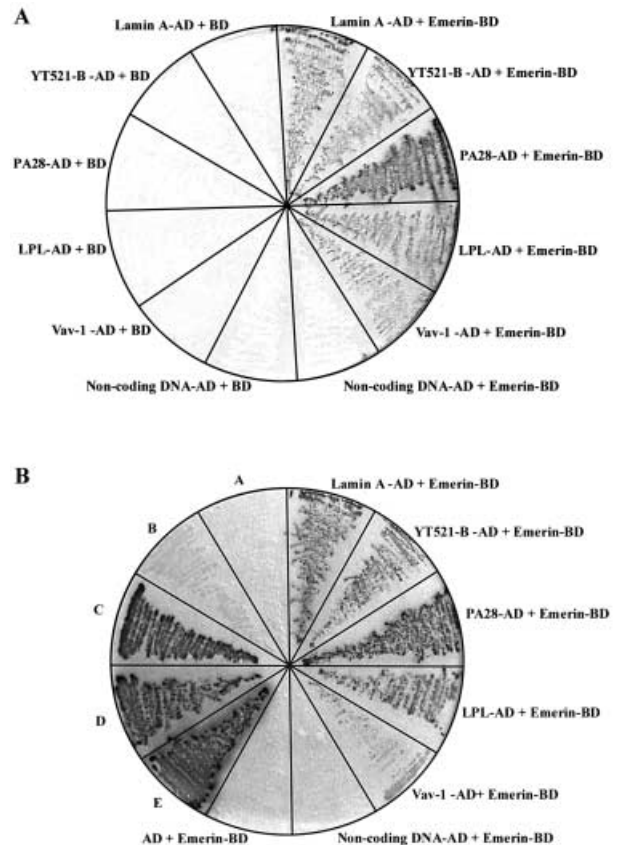 A
Lamin A-AD + BD
Lamin A -AD + Emerin-BD
YT521-B -AD + BD
YT521-B -AD + Emerin-BD
PA28-AD + BD
PA28-AD + Emerin-BD
LPL-AD + BD
LPL-AD + Emerin-BD
Vav-1 -AD + BD
Vav-1 -AD + Emerin-BD
Non-coding DNA-AD + BD
Non-coding DNA-AD + Emerin-BD
B
A
Lamin A -AD + Emerin-BD
B
YT521-B -AD + Emerin-BD
C
PA28-AD + Emerin-BD
D
LPL-AD + Emerin-BD
E
Vav-1 -AD+ Emerin-BD
AD + Emerin-BD
Non-coding DNA-AD + Emerin-BD